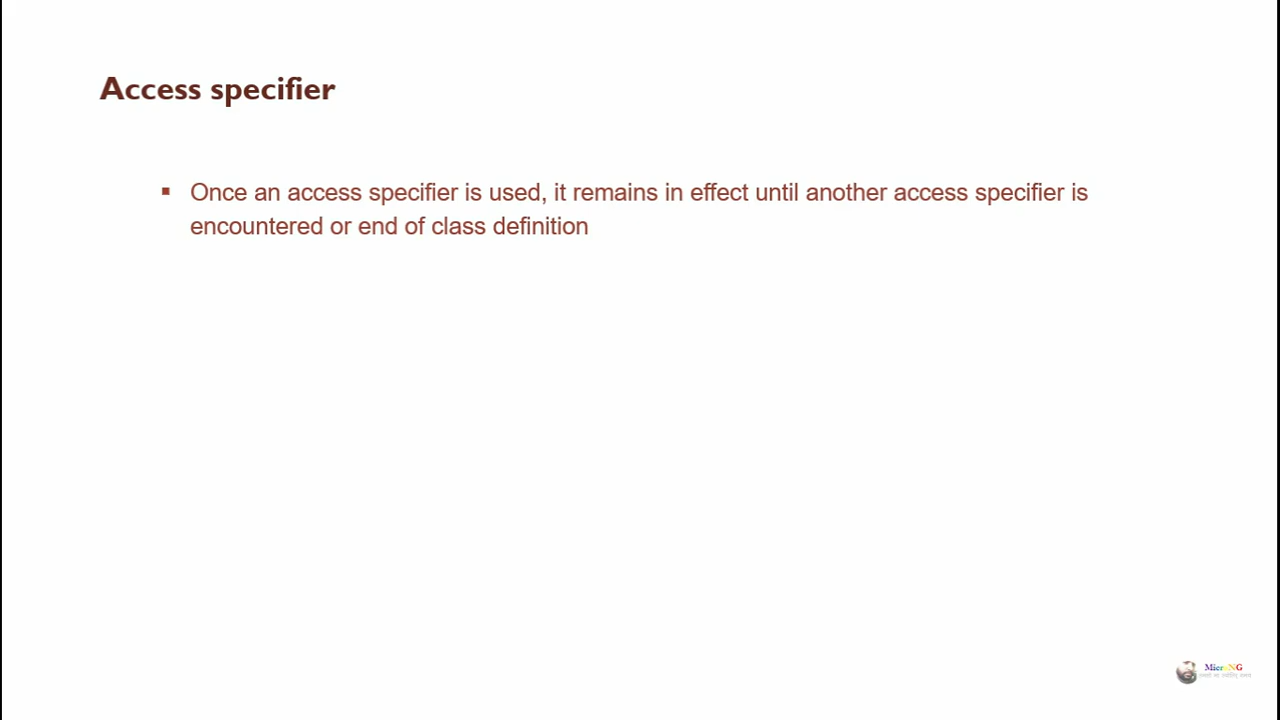 Access specifier
▪ Once an access specifier is used, it remains in effect until another access specifier is
encountered or end of class definition
MicroNG